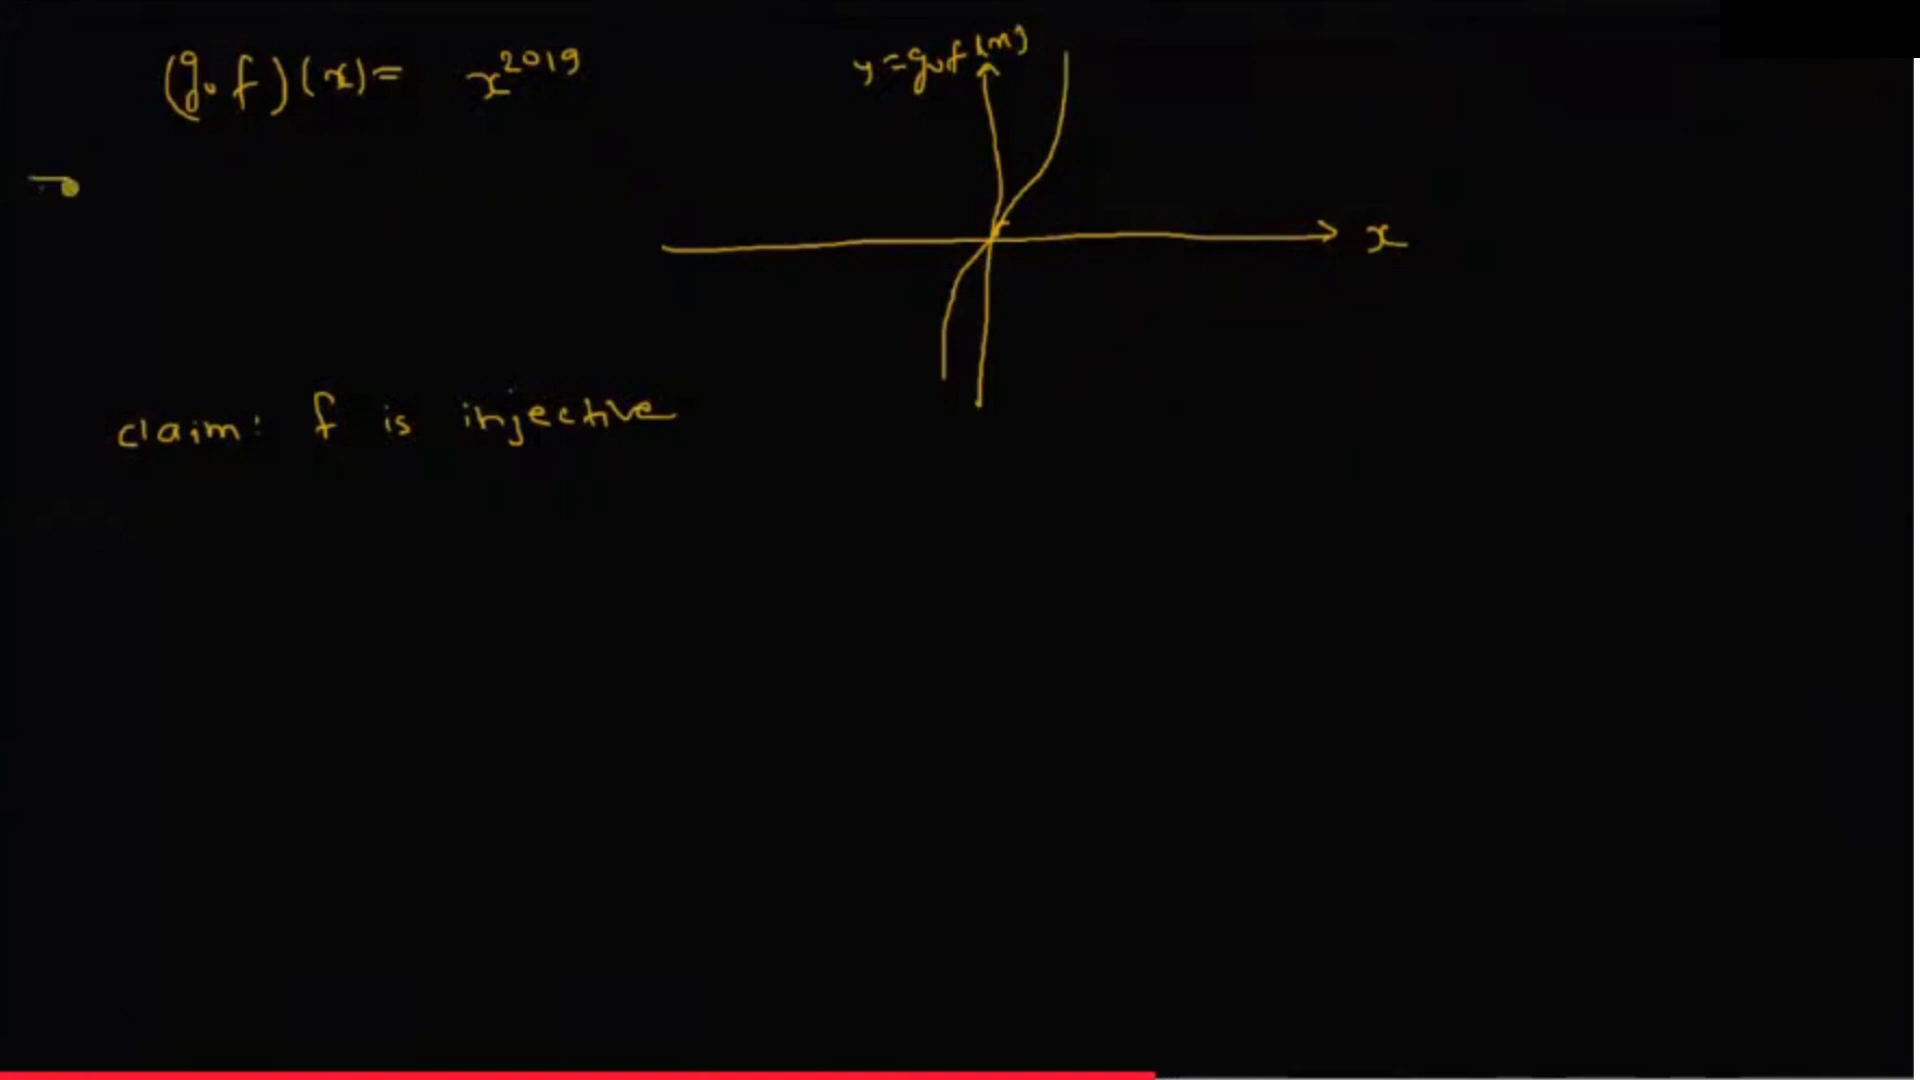 (g∘f)(x) = x^2019
y = g∘f(x)
x
claim: f is injective